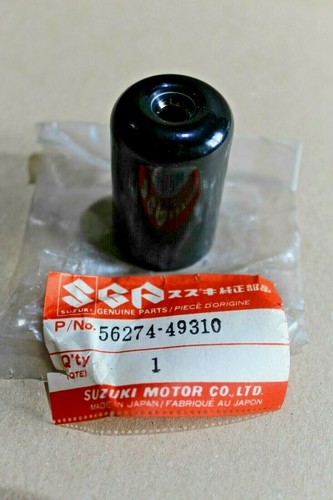 SGP スズキ純正部品
SUZUKI GENUINE PARTS / PIÈCE D'ORIGINE
P/No. 56274-49310
Q'ty 1
(QTE)
SUZUKI MOTOR CO., LTD.
MADE IN JAPAN / FABRIQUÉ AU JAPON